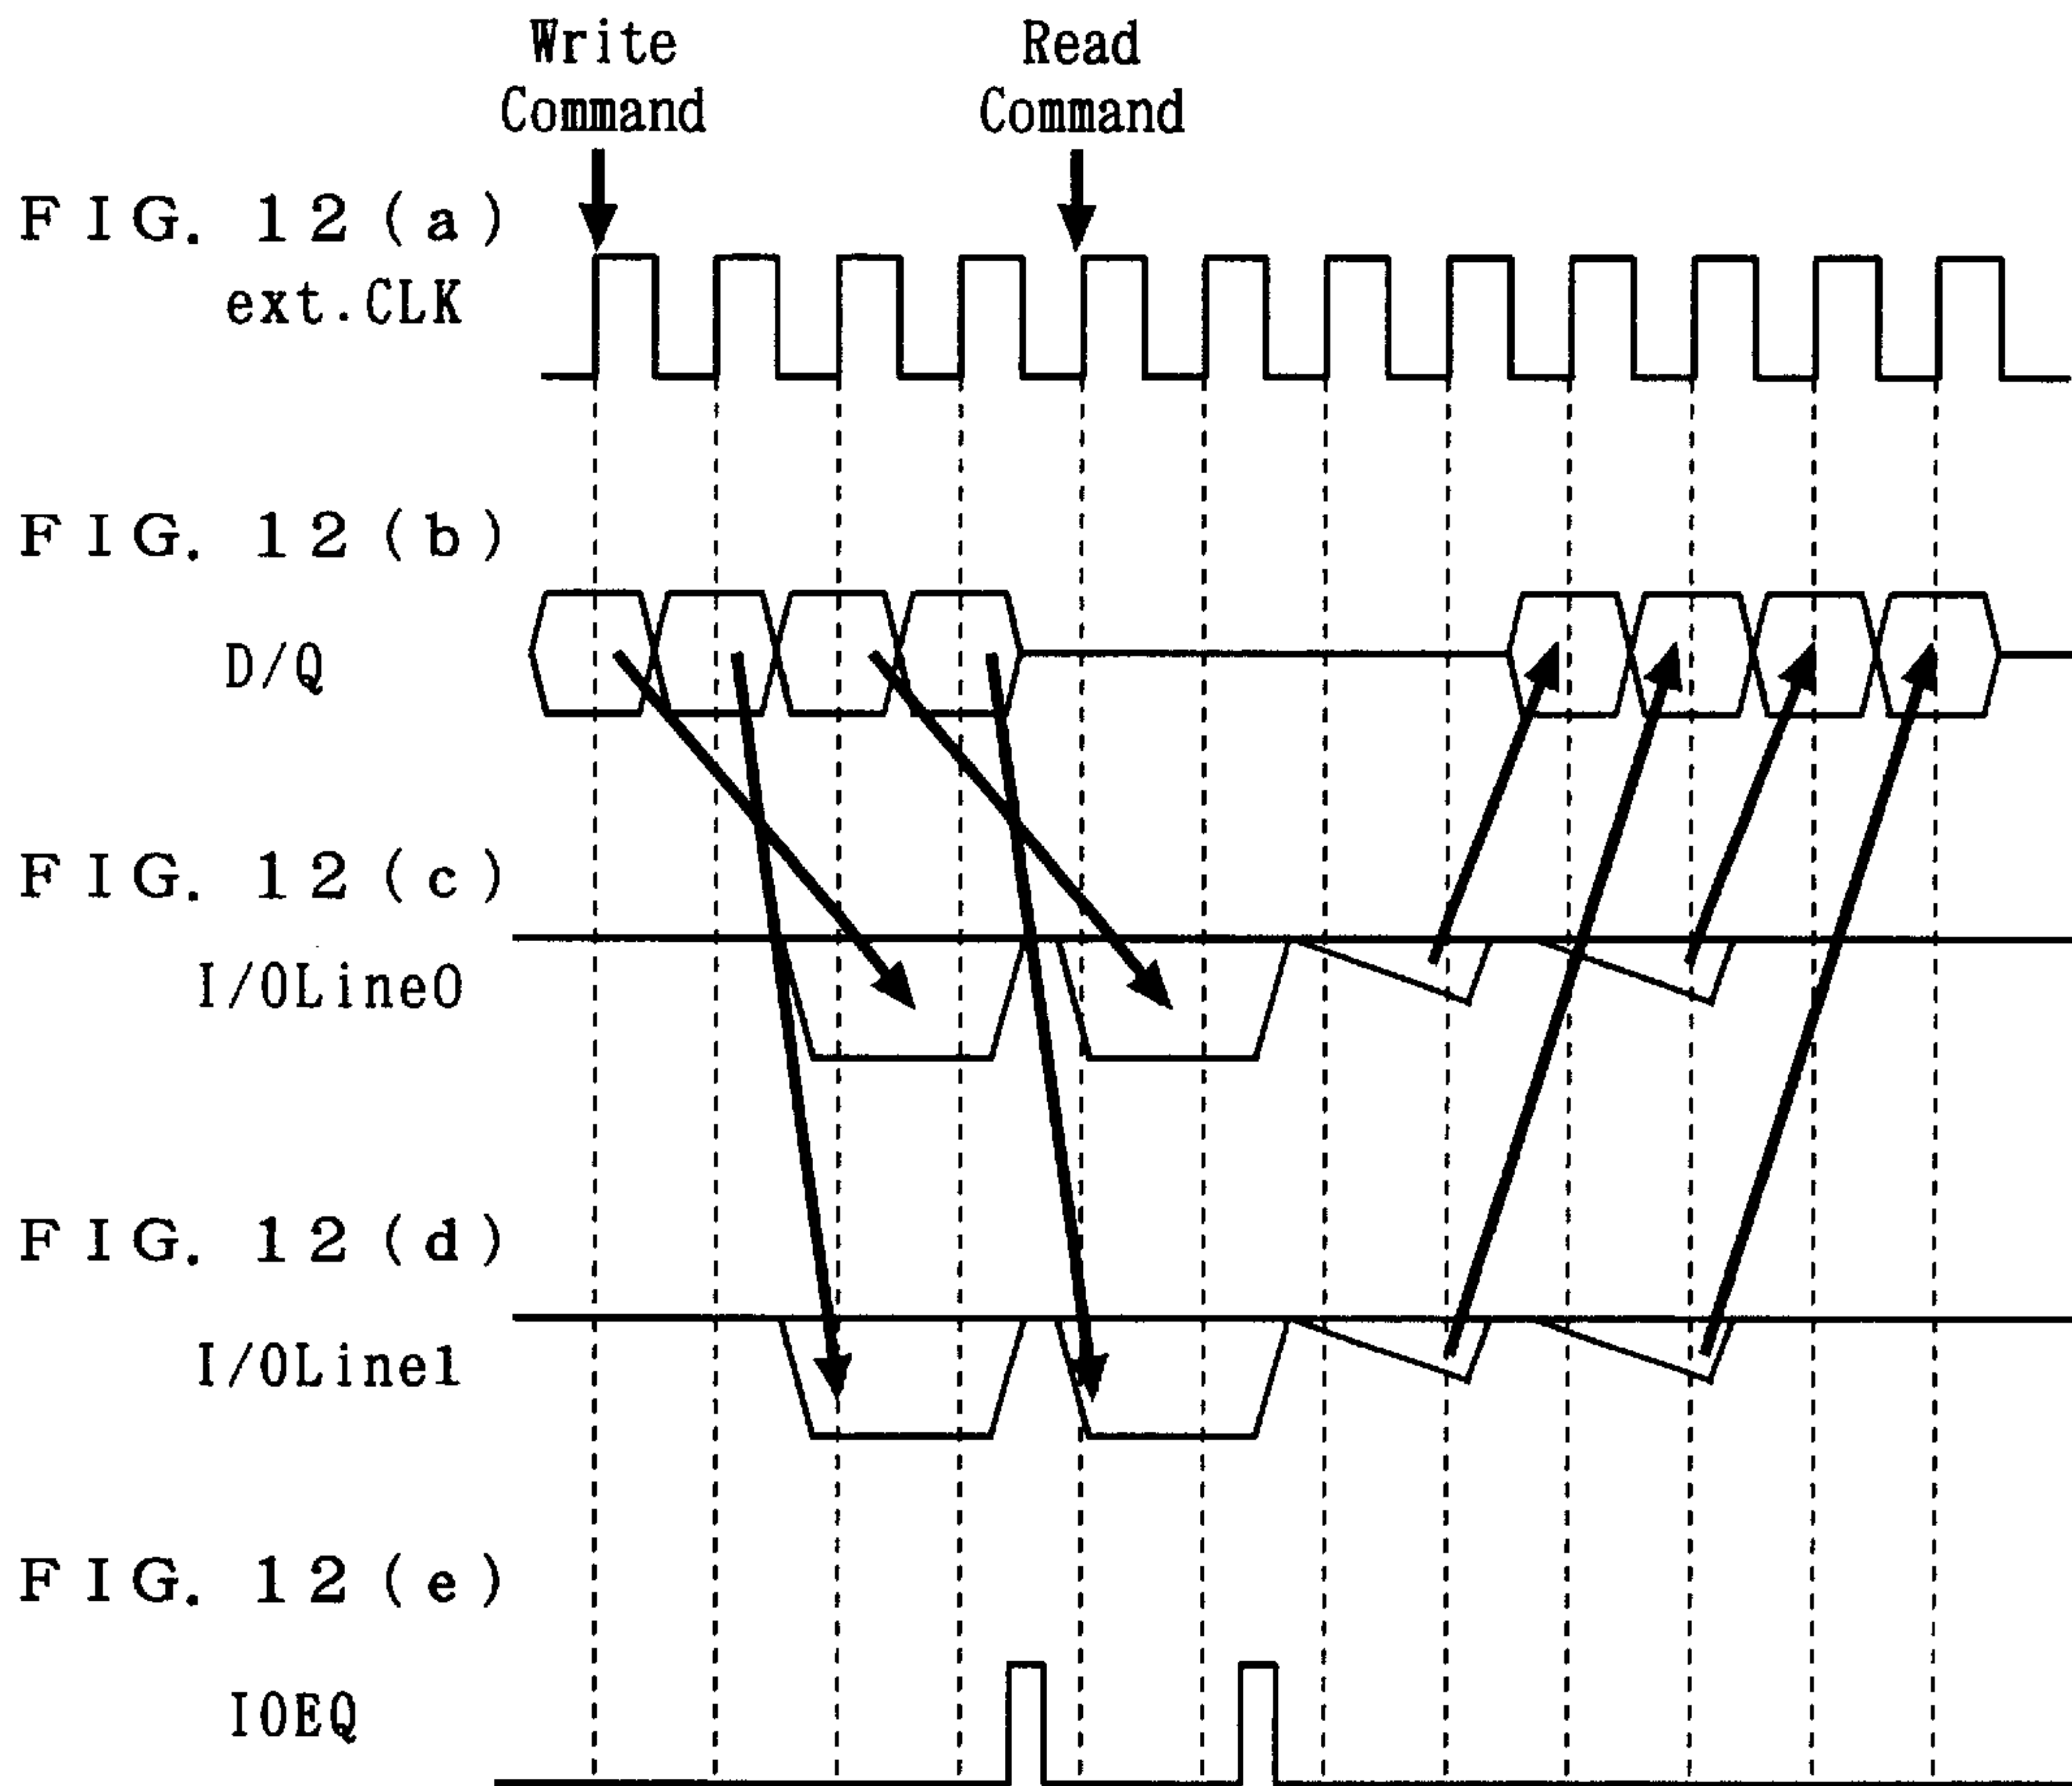 Write Read
Command Command
FIG. 12(a)
ext.CLK
FIG. 12(b)
D/Q
FIG. 12(c)
I/OLine0
FIG. 12(d)
I/OLine1
FIG. 12(e)
IOEQ